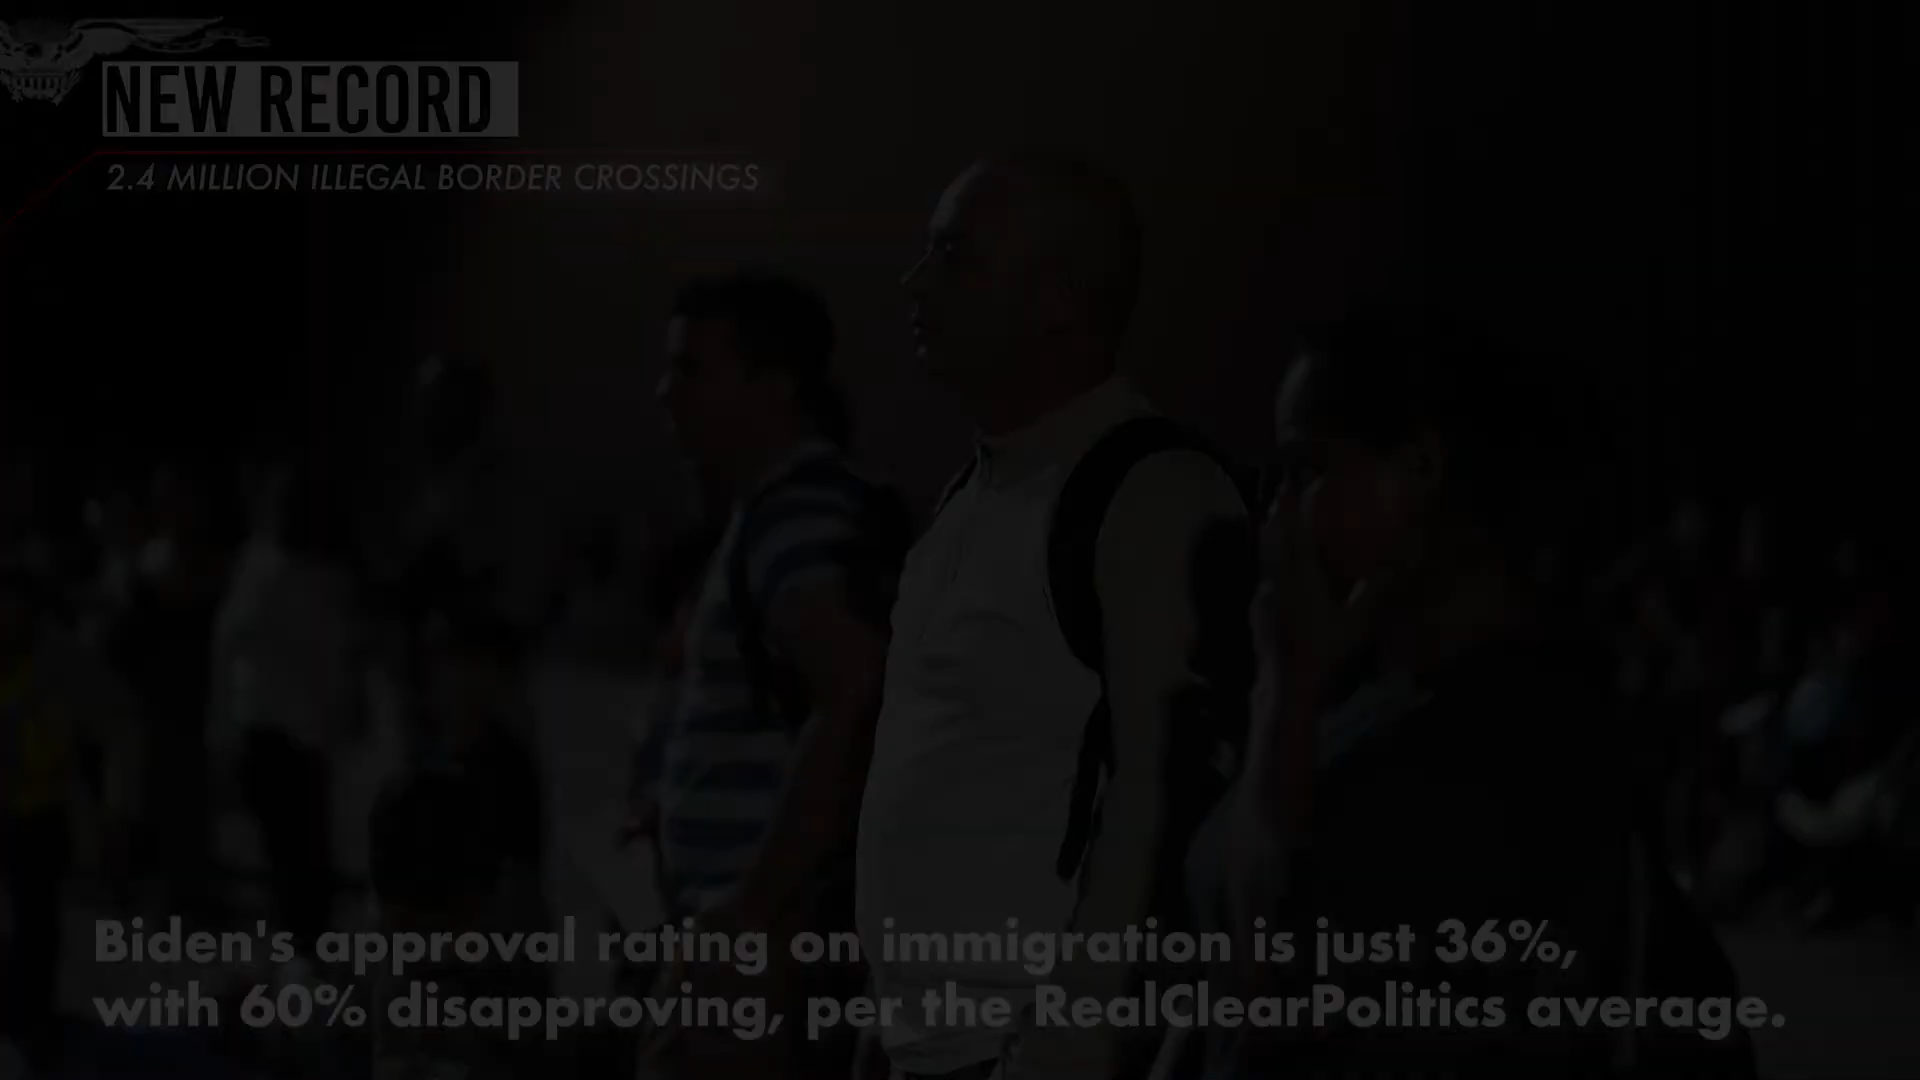 NEW RECORD
2.4 MILLION ILLEGAL BORDER CROSSINGS
Biden's approval rating on immigration is just 36%,
with 60% disapproving, per the RealClearPolitics average.